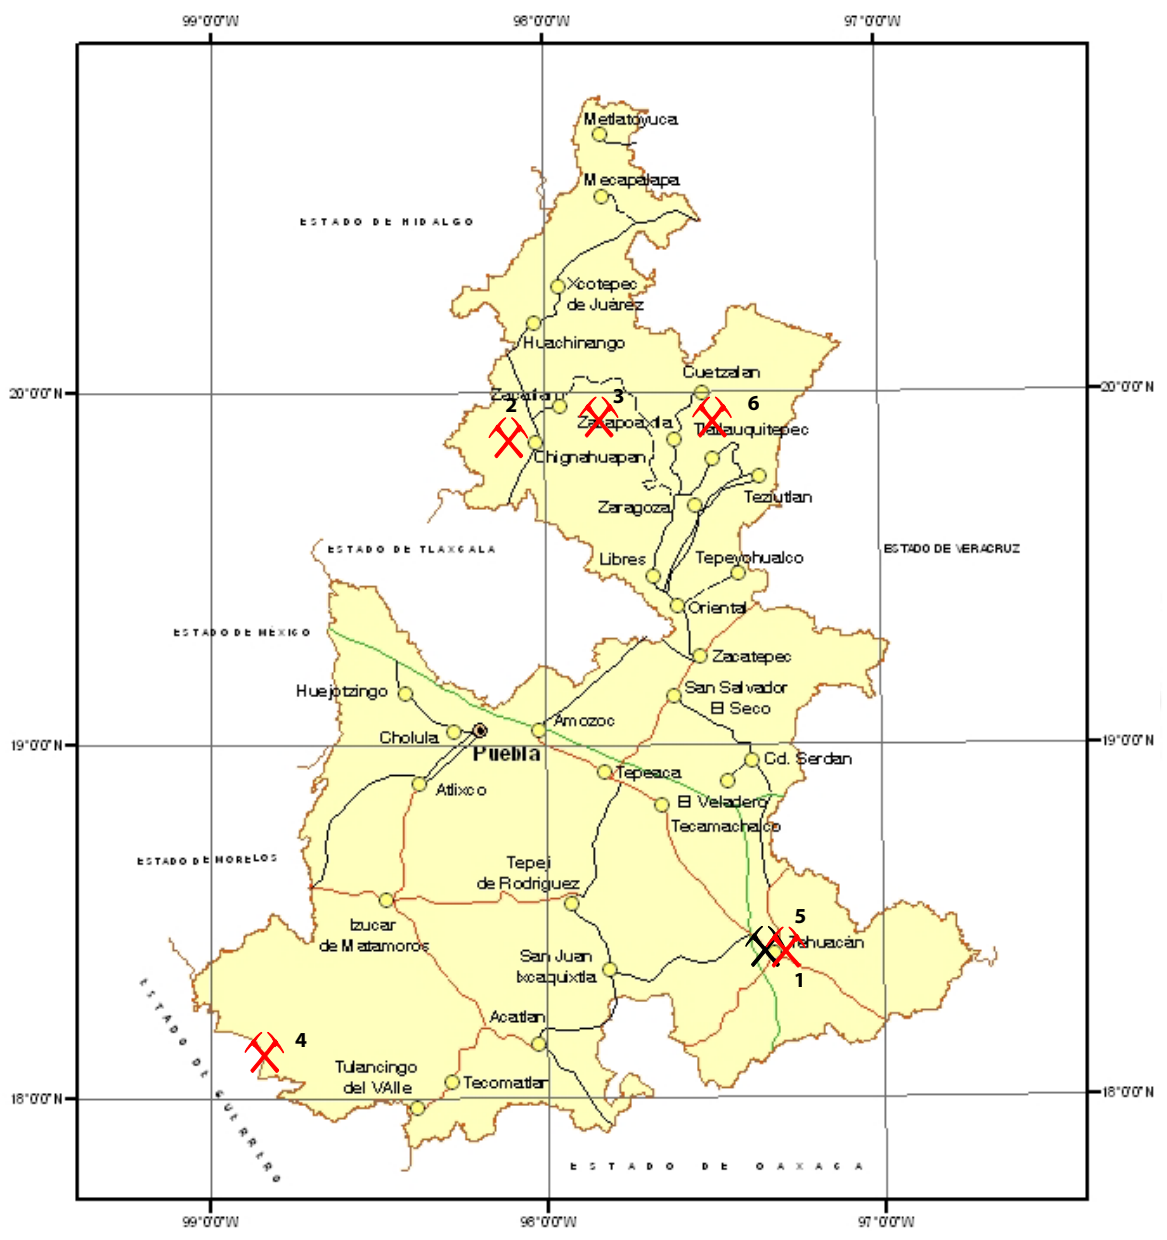 99°0'0"W 98°0'0"W 97°0'0"W
Metlatoyuca
Mecapalapa
ESTADO DE HIDALGO
Xcotepec
de Juárez
Huachinango
Cuetzalan
20°0'0"N
20°0'0"N
2
3
Zacapoaxtla
6
Tlatlauquitepec
Chignahuapan
Teziutlan
Zaragoza
ESTADO DE TLAXCALA
ESTADO DE VERACRUZ
Libres
Tepeyohualco
Oriental
ESTADO DE MÉXICO
Zacatepec
Huejotzingo
San Salvador
El Seco
Amozoc
Cholula
19°0'0"N
19°0'0"N
Puebla
Cd. Serdan
Tepeaca
Atlixco
El Veladero
Tecamachalco
ESTADO DE MORELOS
Tepeji
de Rodriguez
Izucar
de Matamoros
5
Tehuacán
San Juan
Ixcaquixtla
1
ESTADO DE GUERRERO
Acatlan
4
Tulancingo
del VAlle
Tecomatlan
18°0'0"N
18°0'0"N
ESTADO DE OAXACA
99°0'0"W 98°0'0"W 97°0'0"W